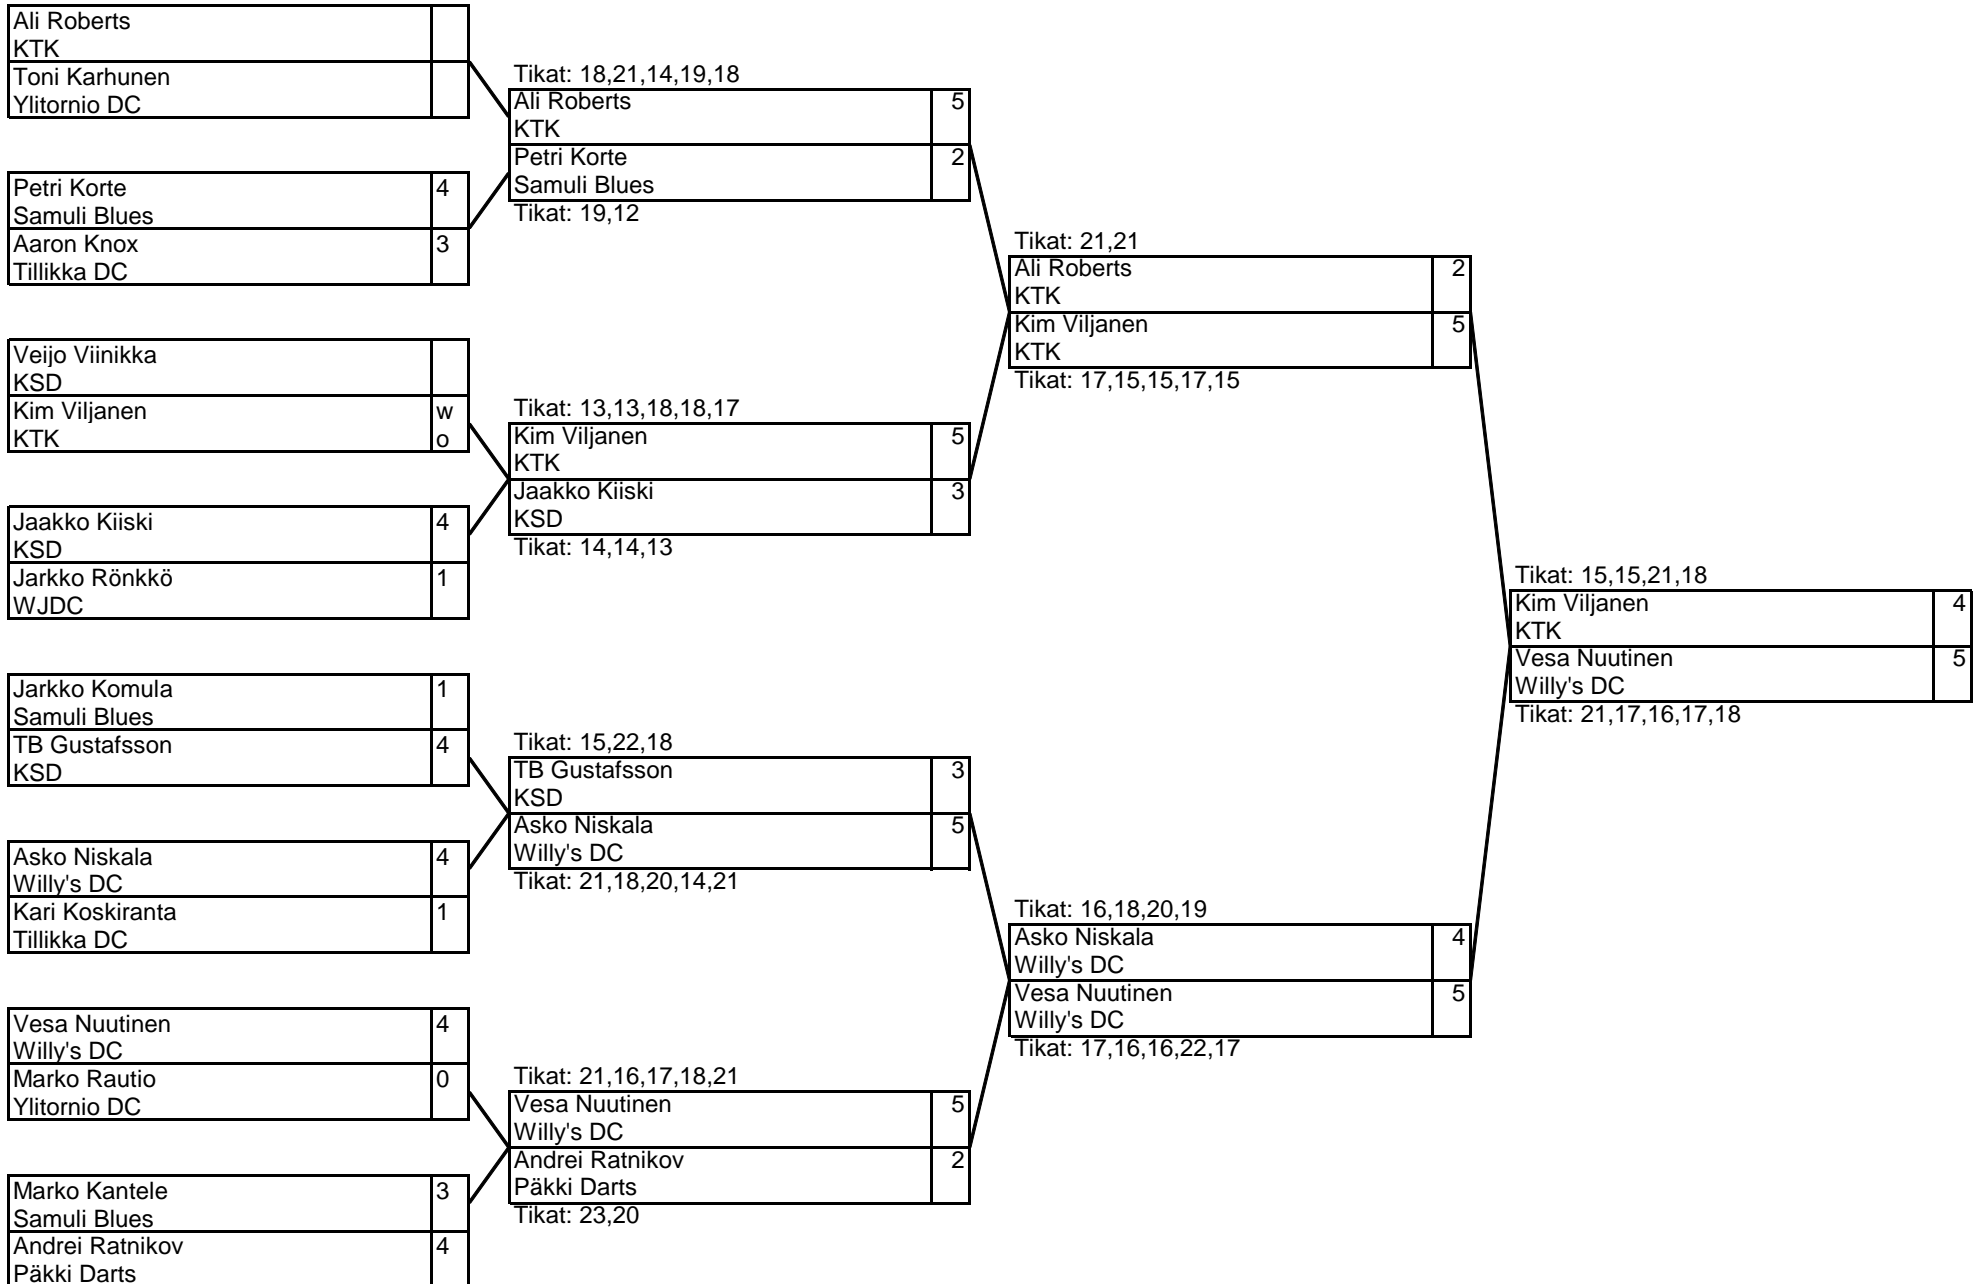 Ali Roberts
KTK
Toni Karhunen
Ylitornio DC
Petri Korte 4
Samuli Blues
Aaron Knox 3
Tillikka DC
Veijo Viinikka
KSD
Kim Viljanen w
KTK o
Jaakko Kiiski 4
KSD
Jarkko Rönkkö 1
WJDC
Jarkko Komula 1
Samuli Blues
TB Gustafsson 4
KSD
Asko Niskala 4
Willy's DC
Kari Koskiranta 1
Tillikka DC
Vesa Nuutinen 4
Willy's DC
Marko Rautio 0
Ylitornio DC
Marko Kantele 3
Samuli Blues
Andrei Ratnikov 4
Päkki Darts
Tikat: 18,21,14,19,18
Ali Roberts 5
KTK
Petri Korte 2
Samuli Blues
Tikat: 19,12
Tikat: 13,13,18,18,17
Kim Viljanen 5
KTK
Jaakko Kiiski 3
KSD
Tikat: 14,14,13
Tikat: 15,22,18
TB Gustafsson 3
KSD
Asko Niskala 5
Willy's DC
Tikat: 21,18,20,14,21
Tikat: 21,16,17,18,21
Vesa Nuutinen 5
Willy's DC
Andrei Ratnikov 2
Päkki Darts
Tikat: 23,20
Tikat: 21,21
Ali Roberts 2
KTK
Kim Viljanen 5
KTK
Tikat: 17,15,15,17,15
Tikat: 16,18,20,19
Asko Niskala 4
Willy's DC
Vesa Nuutinen 5
Willy's DC
Tikat: 17,16,16,22,17
Tikat: 15,15,21,18
Kim Viljanen 4
KTK
Vesa Nuutinen 5
Willy's DC
Tikat: 21,17,16,17,18